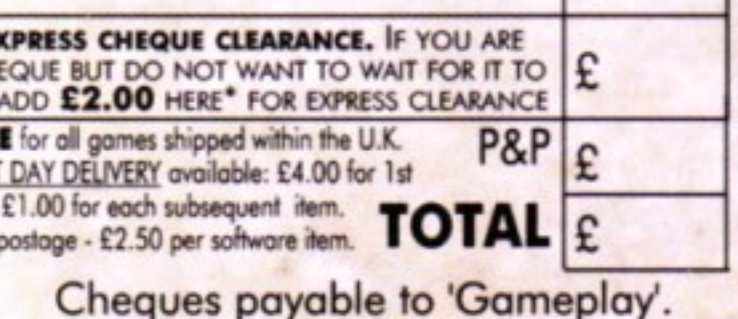 XPRESS CHEQUE CLEARANCE. IF YOU ARE
EQUE BUT DO NOT WANT TO WAIT FOR IT TO £
ADD £2.00 HERE* FOR EXPRESS CLEARANCE
E for all games shipped within the U.K. P&P £
T DAY DELIVERY available: £4.00 for 1st
£1.00 for each subsequent item. TOTAL £
postage - £2.50 per software item.
Cheques payable to 'Gameplay'.